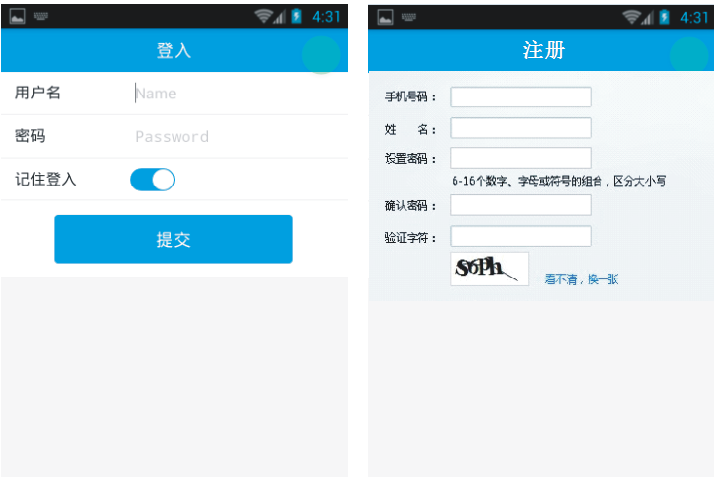 4:31
登入
用户名 Name
密码 Password
记住登入
提交
4:31
注册
手机号码：
姓 名：
设置密码：
6-16个数字、字母或符号的组合，区分大小写
确认密码：
验证字符：
S6Ph 看不清，换一张